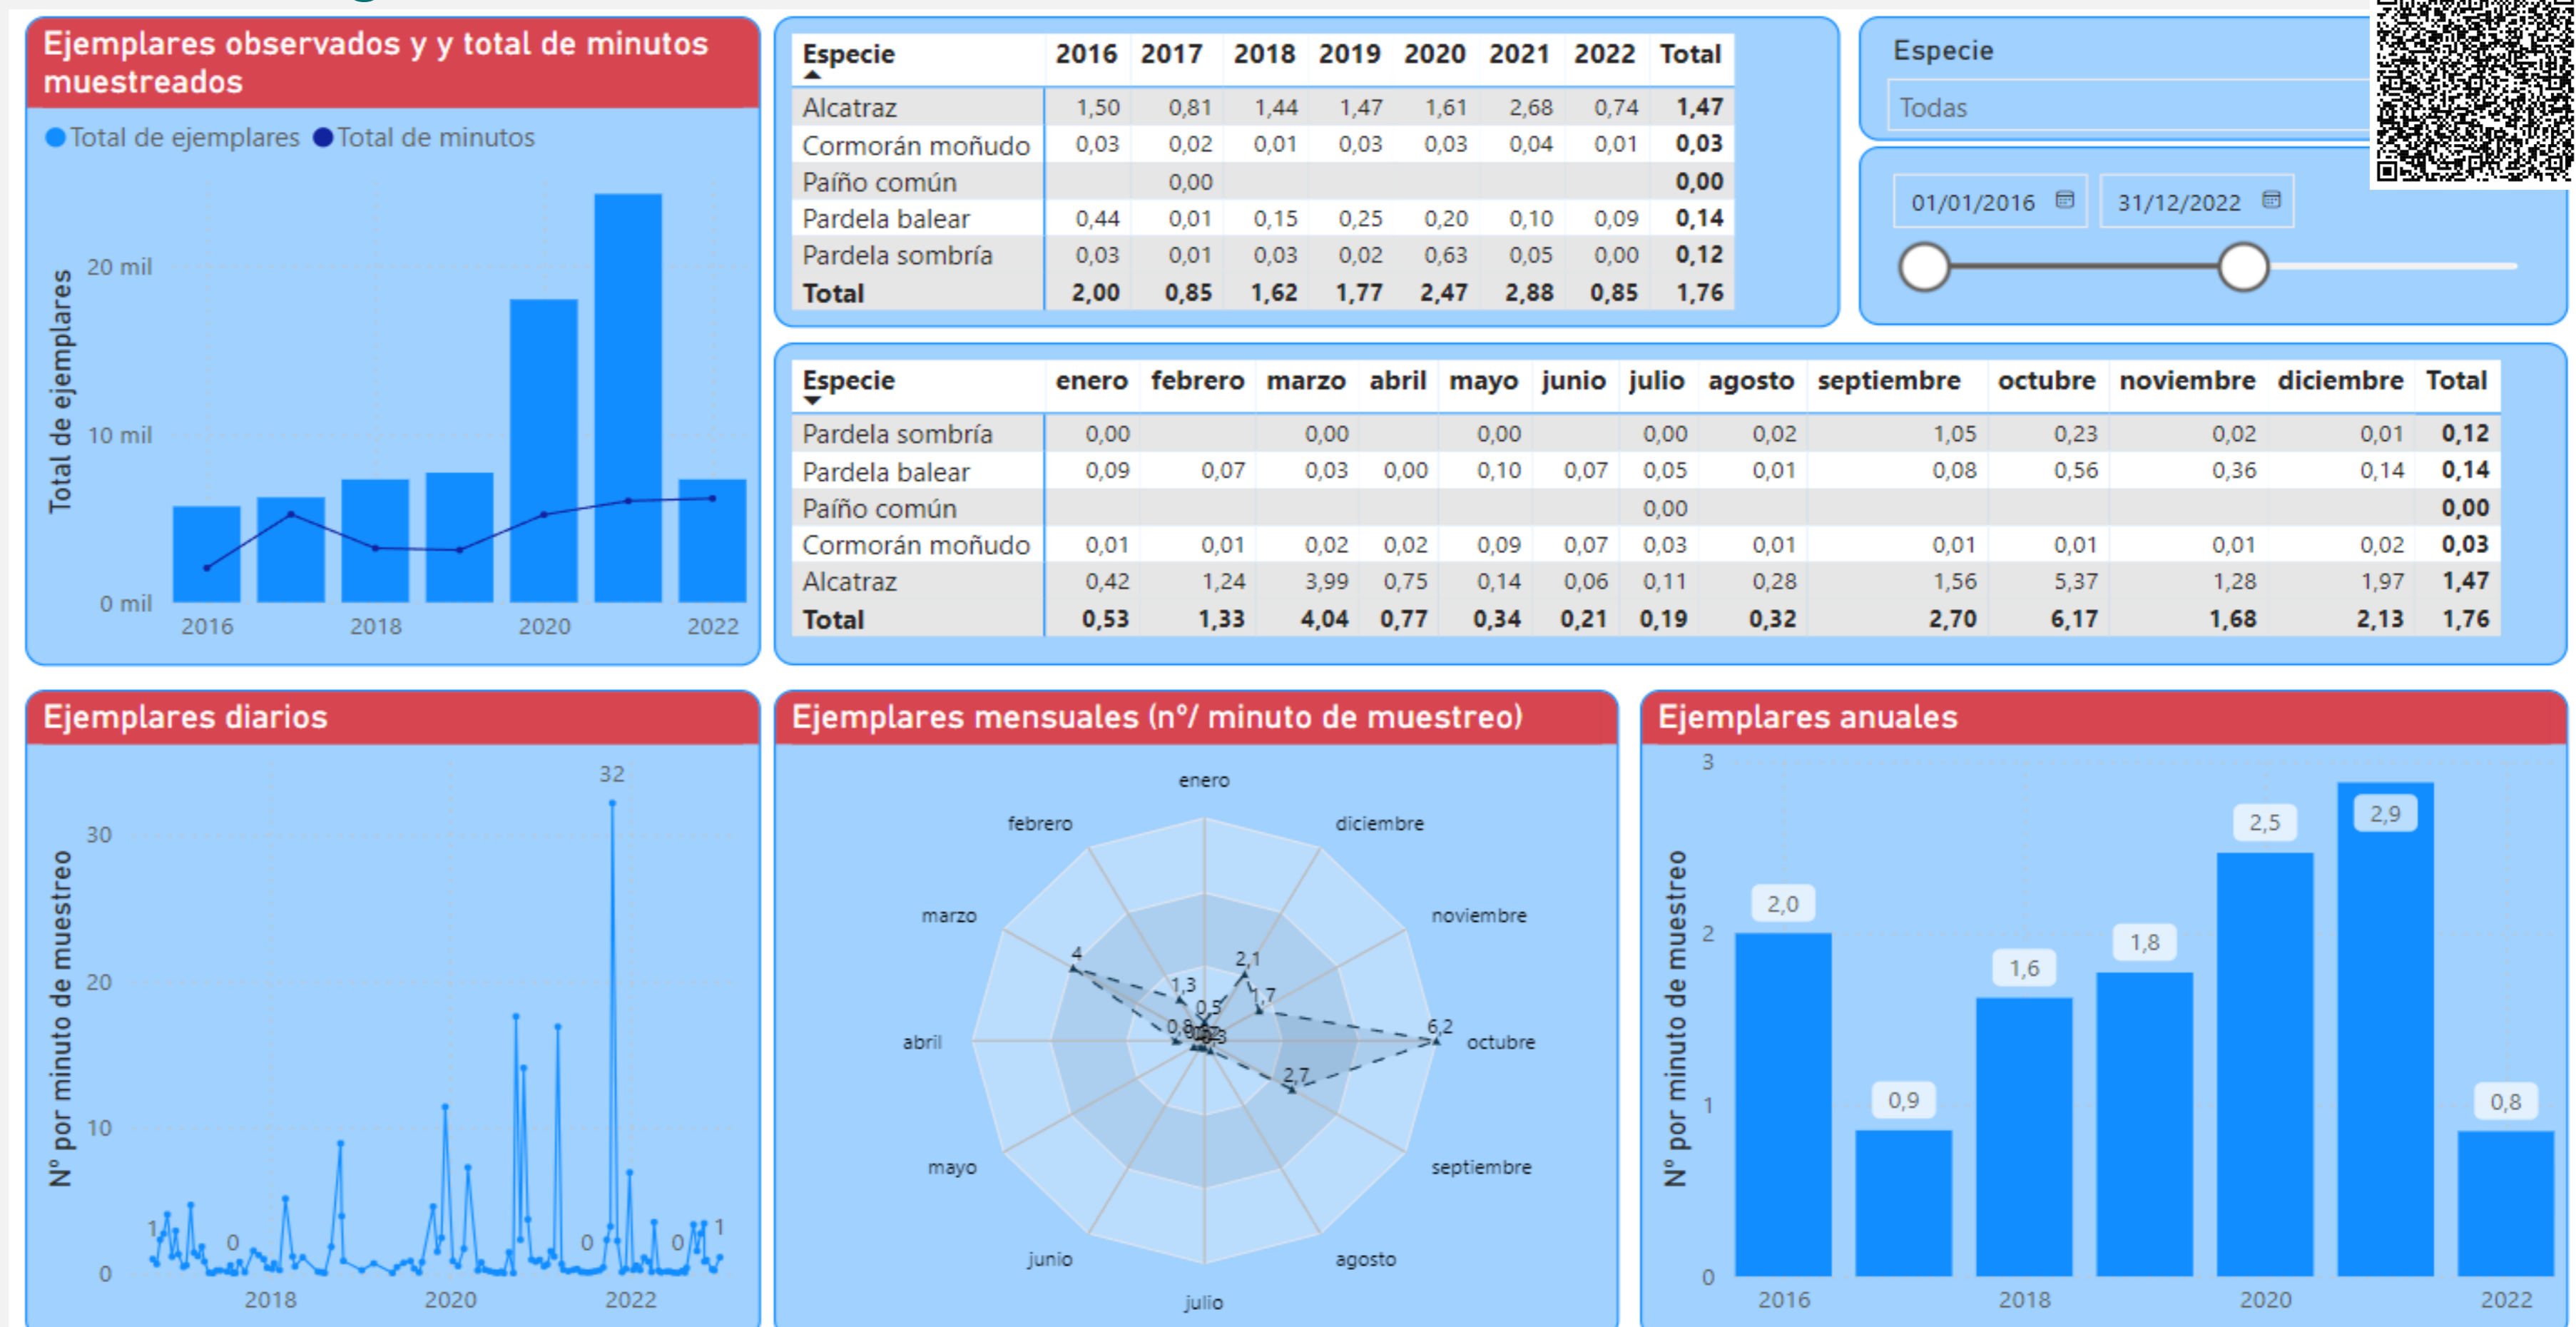 Ejemplares observados y y total de minutos
muestreados
Total de ejemplares Total de minutos
Total de ejemplares
20 mil
10 mil
0 mil
2016 2018 2020 2022
Especie 2016 2017 2018 2019 2020 2021 2022 Total
Alcatraz 1,50 0,81 1,44 1,47 1,61 2,68 0,74 1,47
Cormorán moñudo 0,03 0,02 0,01 0,03 0,03 0,04 0,01 0,03
Paíño común 0,00 0,00
Pardela balear 0,44 0,01 0,15 0,25 0,20 0,10 0,09 0,14
Pardela sombría 0,03 0,01 0,03 0,02 0,63 0,05 0,00 0,12
Total 2,00 0,85 1,62 1,77 2,47 2,88 0,85 1,76
Especie
Todas
01/01/2016 31/12/2022
Especie enero febrero marzo abril mayo junio julio agosto septiembre octubre noviembre diciembre Total
Pardela sombría 0,00 0,00 0,00 0,00 0,02 1,05 0,23 0,02 0,01 0,12
Pardela balear 0,09 0,07 0,03 0,00 0,10 0,07 0,05 0,01 0,08 0,56 0,36 0,14 0,14
Paíño común 0,00 0,00
Cormorán moñudo 0,01 0,01 0,02 0,02 0,09 0,07 0,03 0,01 0,01 0,01 0,01 0,02 0,03
Alcatraz 0,42 1,24 3,99 0,75 0,14 0,06 0,11 0,28 1,56 5,37 1,28 1,97 1,47
Total 0,53 1,33 4,04 0,77 0,34 0,21 0,19 0,32 2,70 6,17 1,68 2,13 1,76
Ejemplares diarios
Nº por minuto de muestreo
32
30
20
10
1 0 0 0 1
0
2018 2020 2022
Ejemplares mensuales (nº/ minuto de muestreo)
enero
febrero diciembre
marzo noviembre
4 2,1
1,3 1,7
0,5
0,8 6,2
abril octubre
2,7
mayo septiembre
junio agosto
julio
Ejemplares anuales
Nº por minuto de muestreo
3
2,9
2,5
2,0
2
1,8
1,6
1
0,9 0,8
0
2016 2018 2020 2022